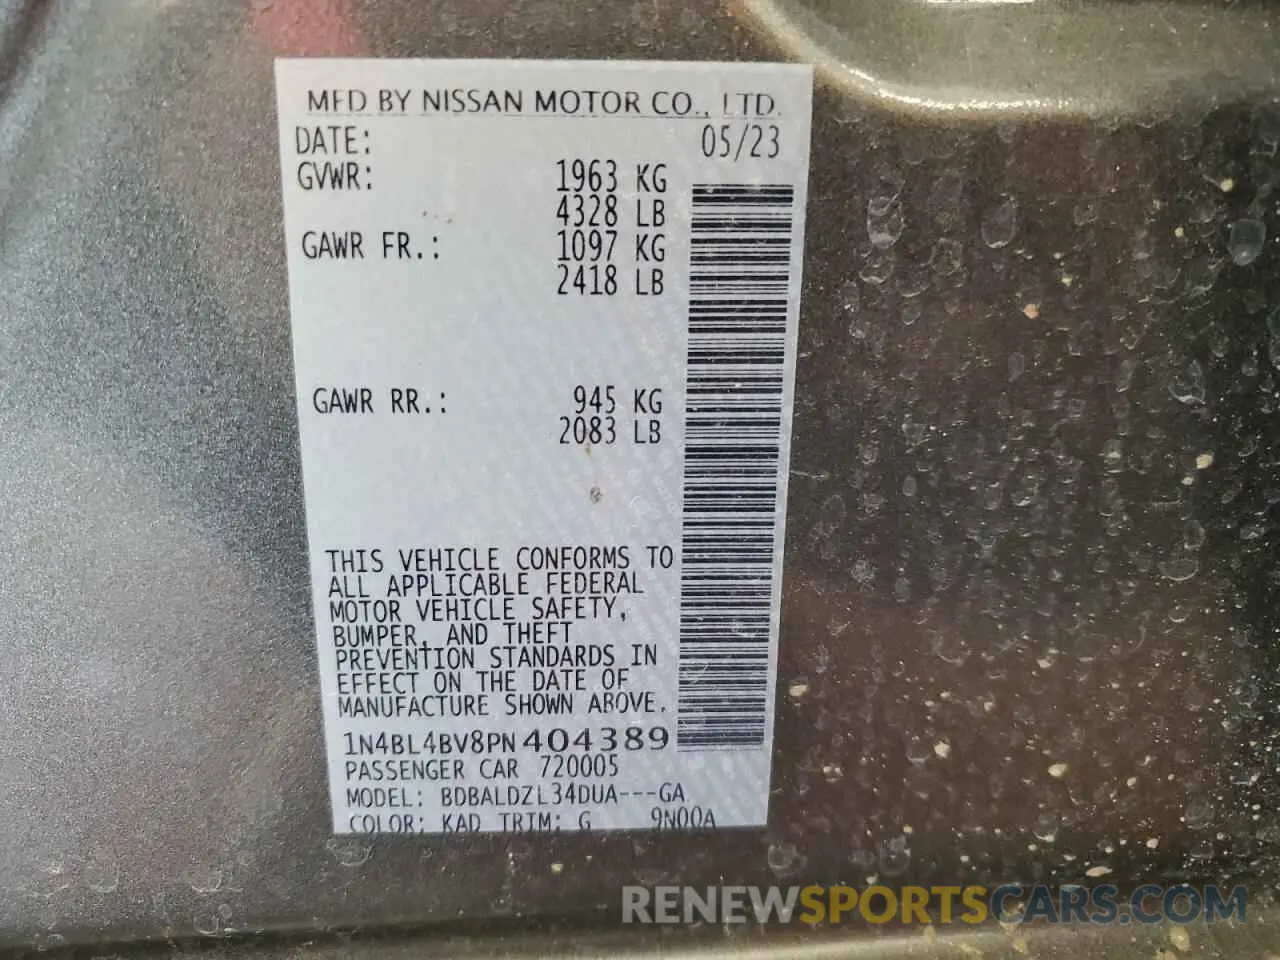 MFD BY NISSAN MOTOR CO., LTD.
DATE: 05/23
GVWR: 1963 KG
4328 LB
GAWR FR.: 1097 KG
2418 LB
GAWR RR.: 945 KG
2083 LB
THIS VEHICLE CONFORMS TO
ALL APPLICABLE FEDERAL
MOTOR VEHICLE SAFETY,
BUMPER, AND THEFT
PREVENTION STANDARDS IN
EFFECT ON THE DATE OF
MANUFACTURE SHOWN ABOVE.
1N4BL4BV8PN404389
PASSENGER CAR 720005
MODEL: BDBALDZL34DUA---GA
COLOR: KAD TRIM: G 9N00A
RENEWSPORTSCARS.COM